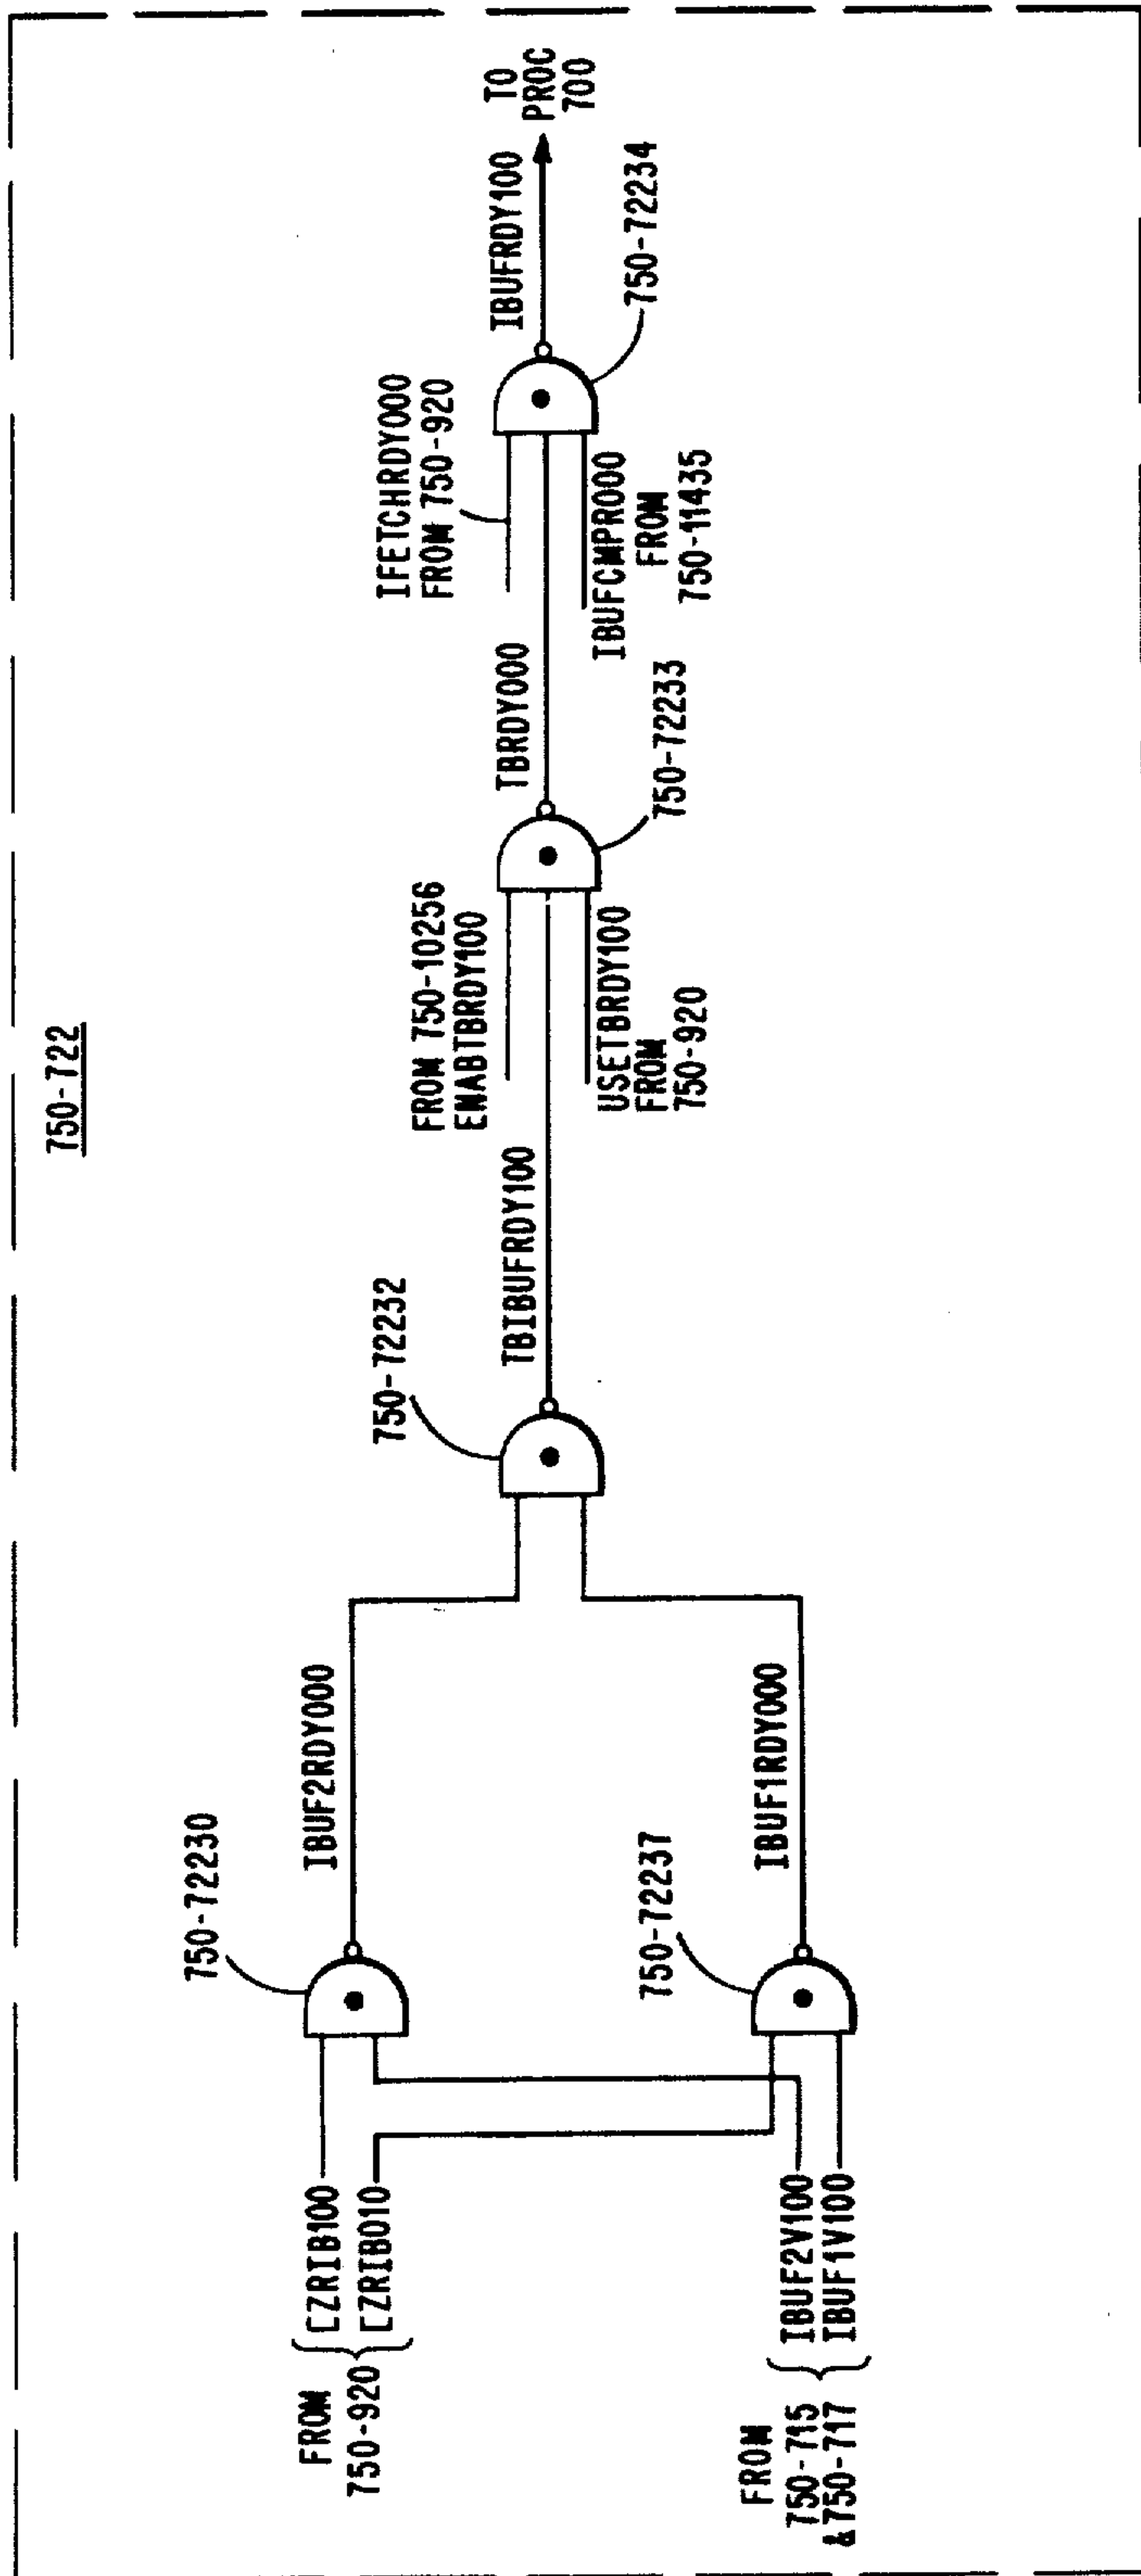 750-722
FROM
750-920
[ZRIB100
[ZRIB010
FROM
750-715
&750-717
IBUF2V100
IBUF1V100
750-72230
IBUF2RDY000
750-72237
IBUF1RDY000
750-72232
TBIBUFRDY100
FROM 750-10256
ENABTBRDY100
USETBRDY100
FROM
750-920
750-72233
TBRDY000
IFETCHRDY000
FROM 750-920
IBUFCMPR000
FROM
750-11435
750-72234
IBUFRDY100
TO
PROC
700